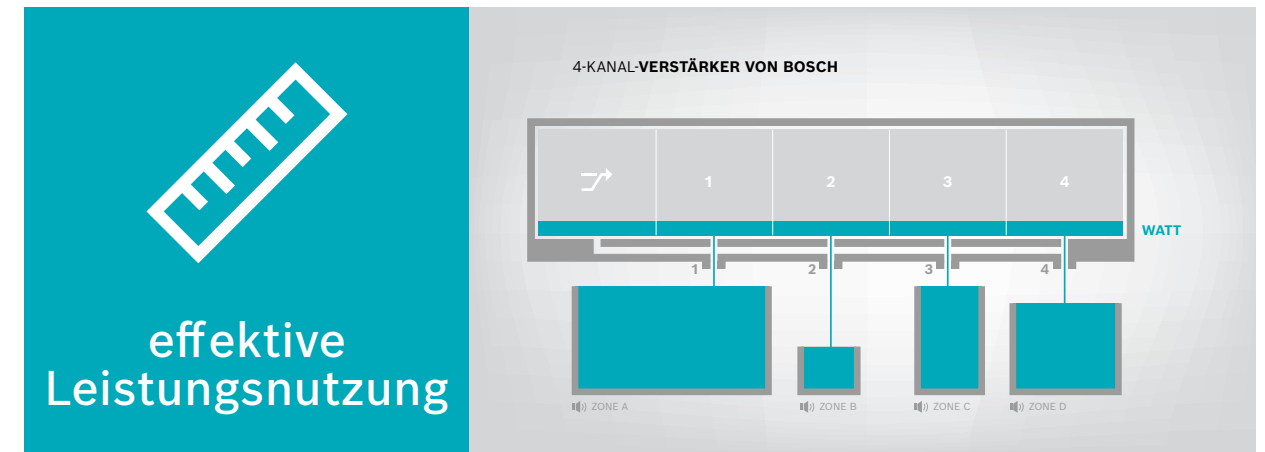 effektive
Leistungsnutzung
4-KANAL-VERSTÄRKER VON BOSCH
1 2 3 4
WATT
1 2 3 4
ZONE A ZONE B ZONE C ZONE D